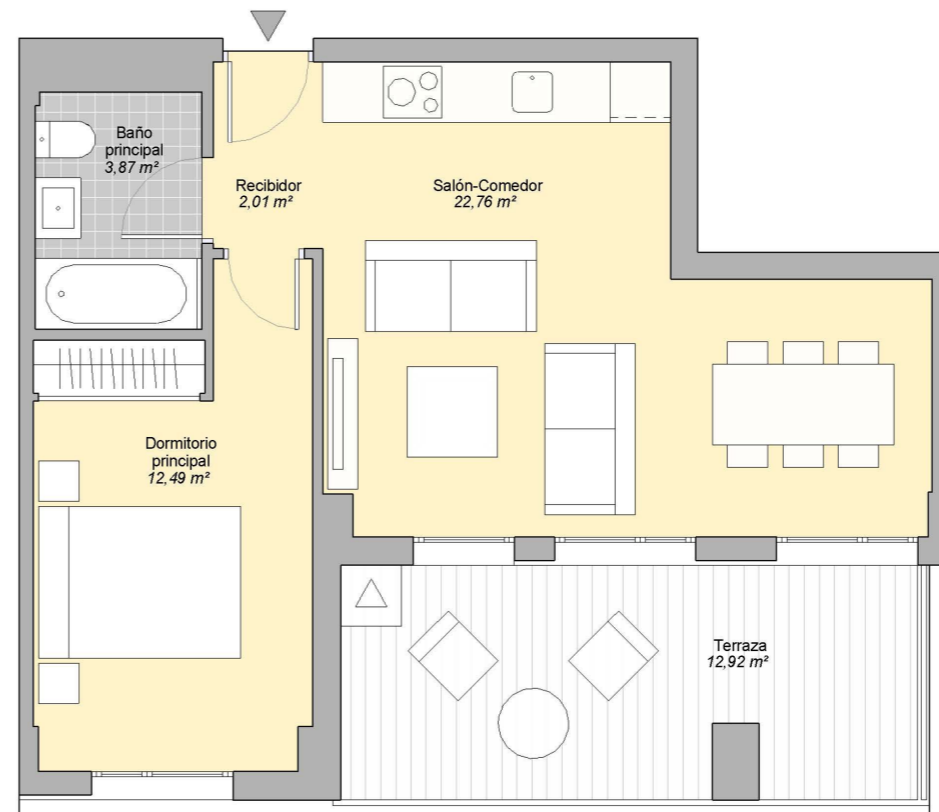 Baño
principal
3,87 m²
Recibidor
2,01 m²
Salón-Comedor
22,76 m²
Dormitorio
principal
12,49 m²
Terraza
12,92 m²